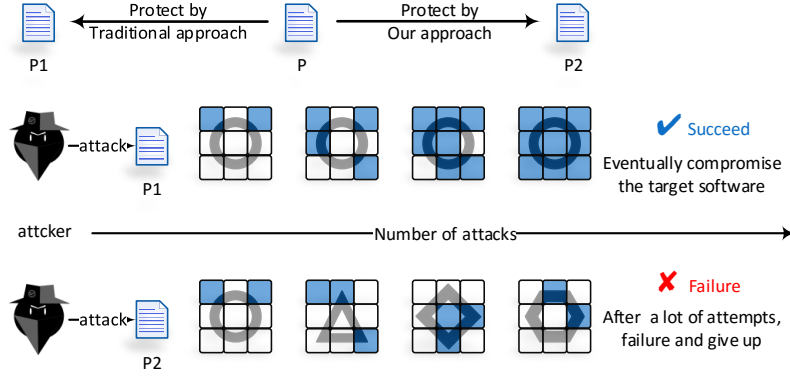 Protect by
Traditional approach
Protect by
Our approach
P1
P
P2
attack
P1
Succeed
Eventually compromise
the target software
attcker
Number of attacks
attack
P2
Failure
After a lot of attempts,
failure and give up